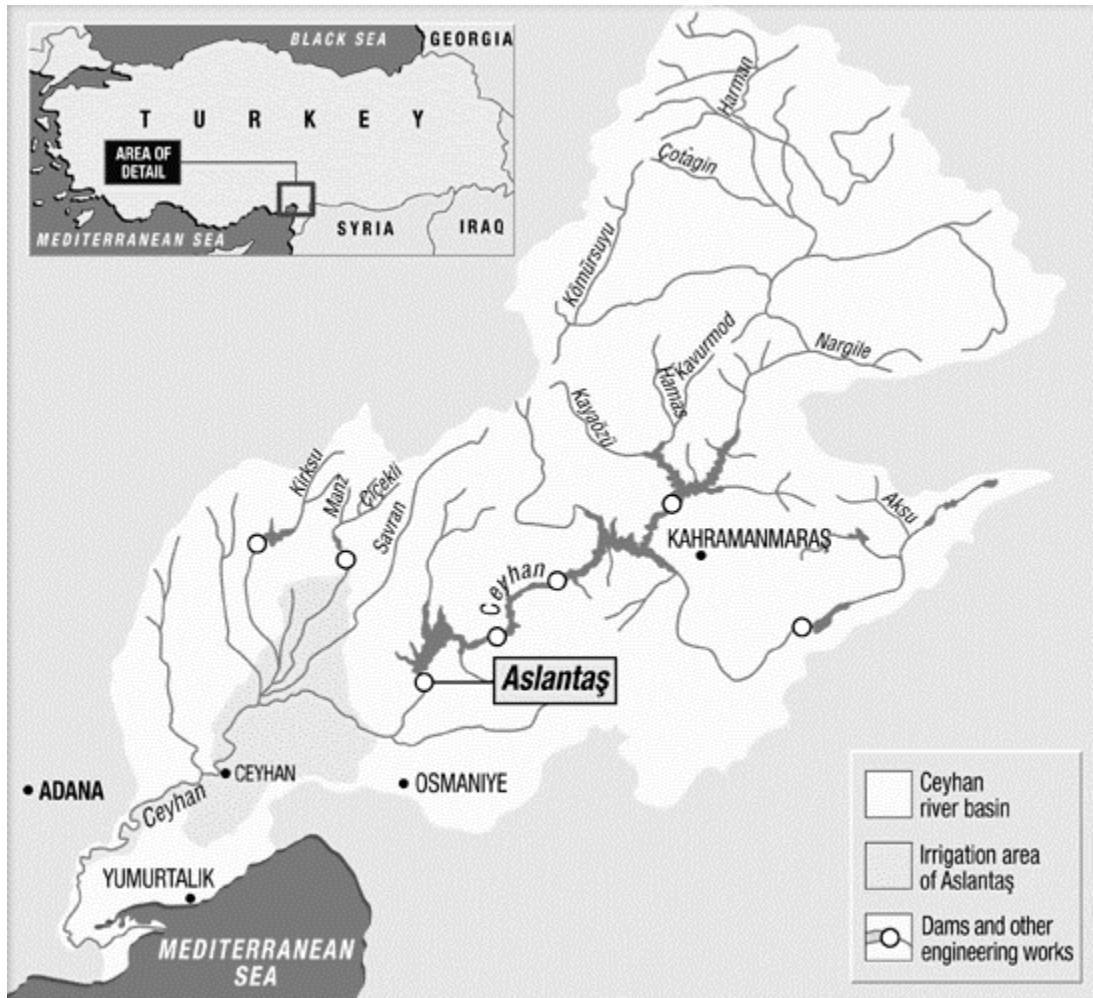 BLACK SEA
GEORGIA
TURKEY
AREA OF
DETAIL
MEDITERRANEAN SEA
SYRIA
IRAQ
Harman
Çotagin
Kömürsuyu
Kavurmod
Hamas
Nargile
Kayaözü
Kirksu
Manz
Çiçekli
Savran
Aksu
KAHRAMANMARAŞ
Ceyhan
Aslantaş
CEYHAN
OSMANIYE
ADANA
Ceyhan
YUMURTALIK
MEDITERRANEAN
SEA
Ceyhan
river basin
Irrigation area
of Aslantaş
Dams and other
engineering works